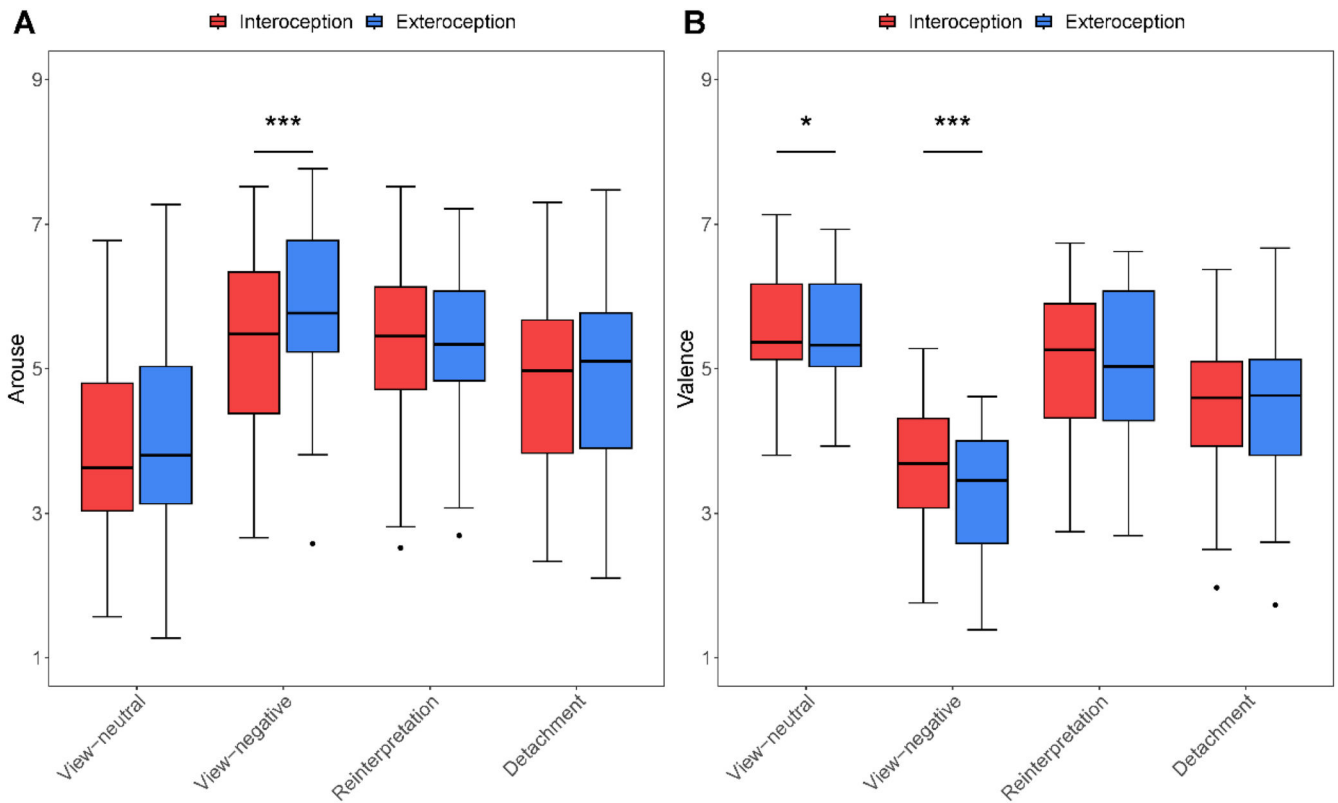 A
Interoception Exteroception
Arouse
9
7
5
3
1
***
View-neutral
View-negative
Reinterpretation
Detachment
B
Interoception Exteroception
Valence
9
7
5
3
1
*
***
View-neutral
View-negative
Reinterpretation
Detachment